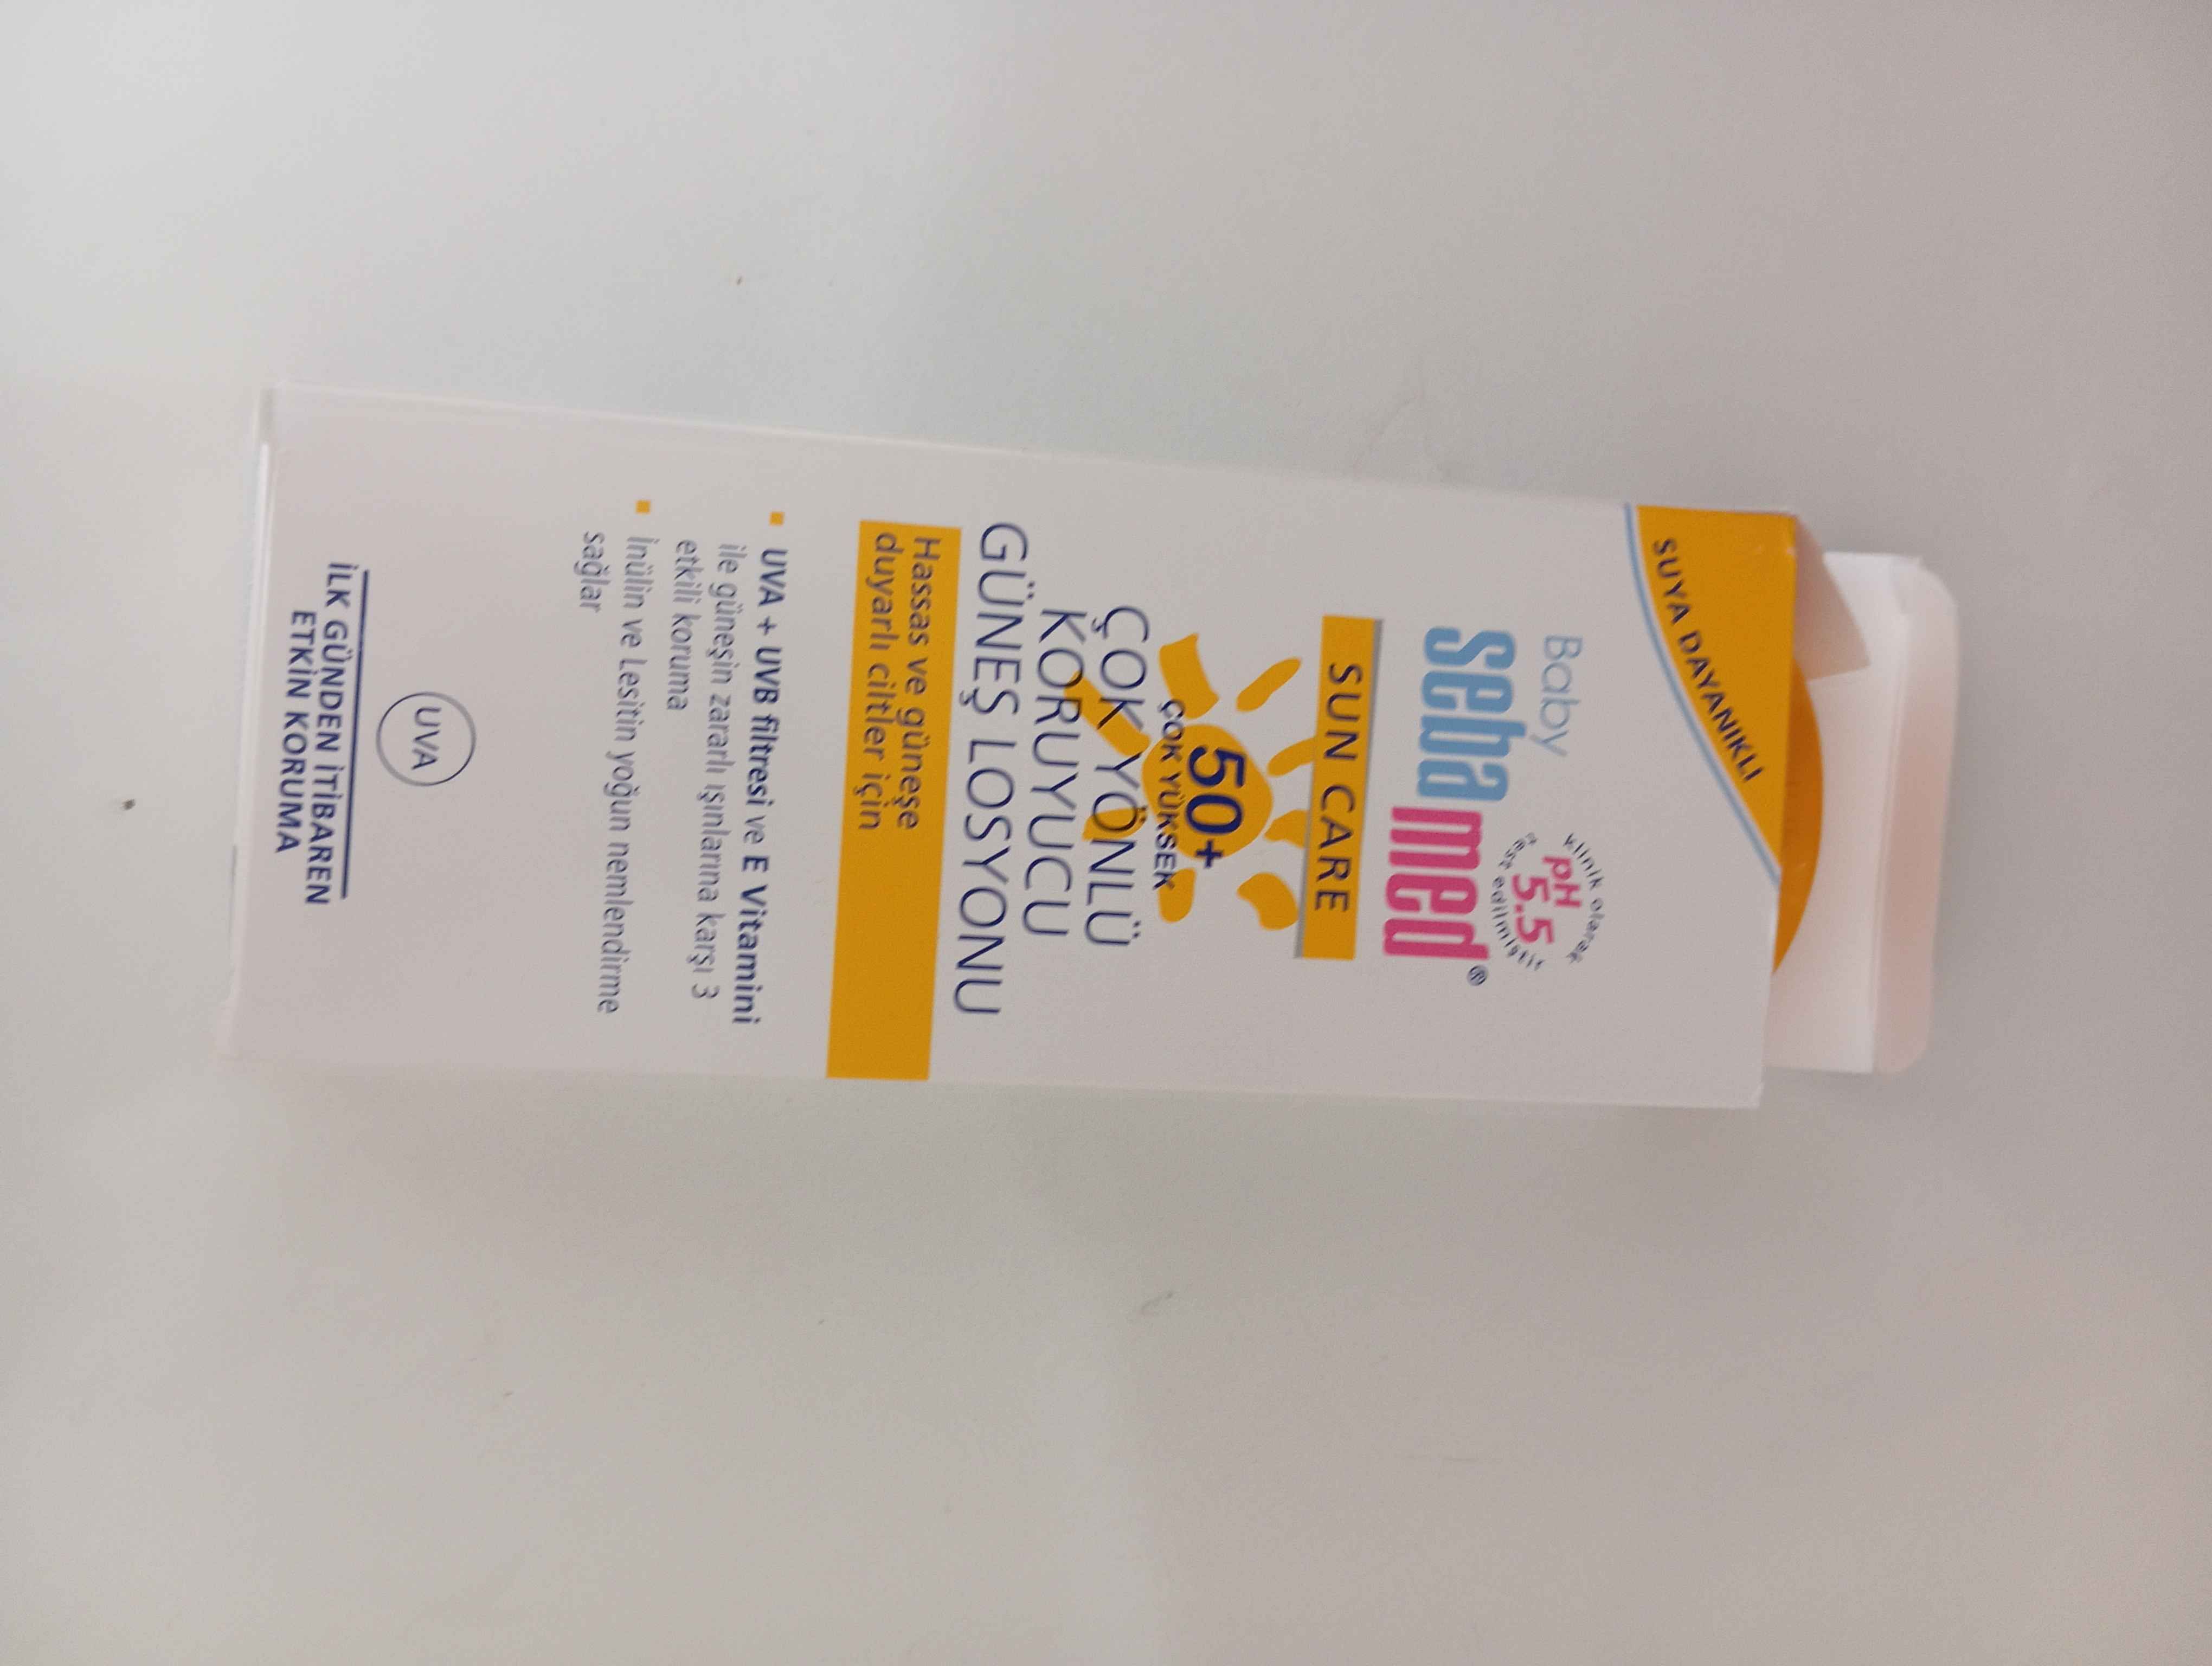 SUYA DAYANIKLI
Baby
sebamed®
klinik olarak
pH
5.5
test edilmiştir
SUN CARE
50+
ÇOK YÜKSEK
ÇOK YÖNLÜ
KORUYUCU
GÜNEŞ LOSYONU
Hassas ve güneşe
duyarlı ciltler için
UVA + UVB filtresi ve E Vitamini
ile güneşin zararlı ışınlarına karşı 3
etkili koruma
İnülin ve Lesitin yoğun nemlendirme
sağlar
UVA
İLK GÜNDEN İTİBAREN
ETKİN KORUMA